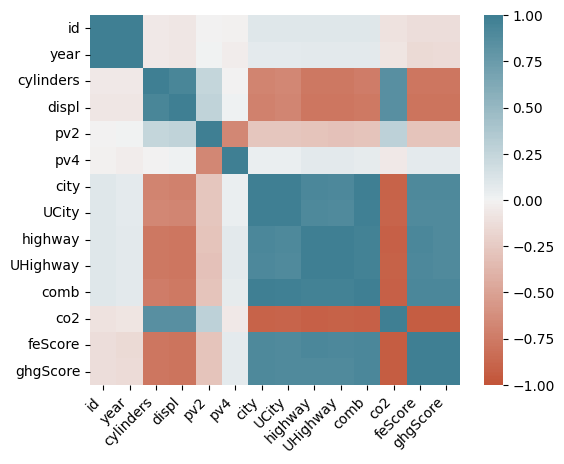 id
year
cylinders
displ
pv2
pv4
city
UCity
highway
UHighway
comb
co2
feScore
ghgScore
id
year
cylinders
displ
pv2
pv4
city
UCity
highway
UHighway
comb
co2
feScore
ghgScore
1.00
0.75
0.50
0.25
0.00
−0.25
−0.50
−0.75
−1.00